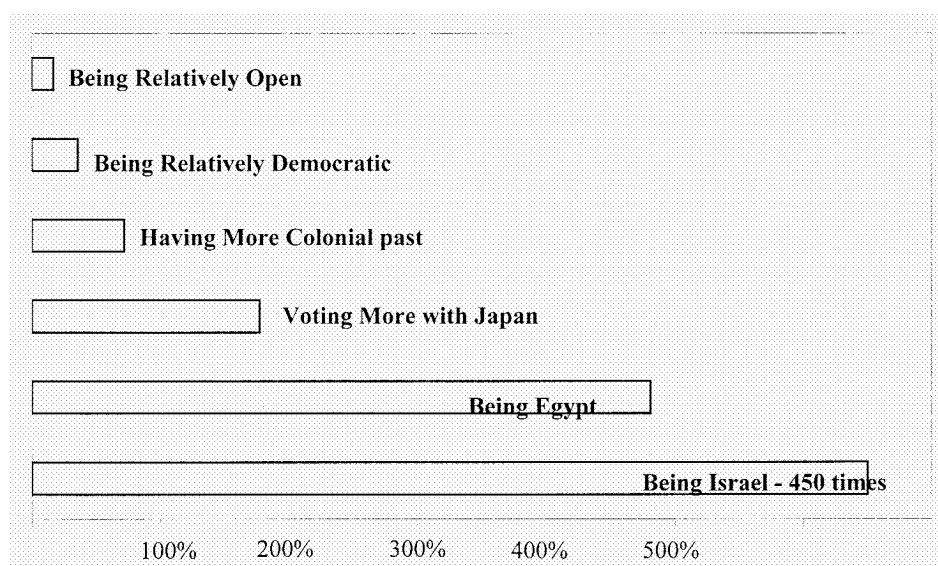 Being Relatively Open
Being Relatively Democratic
Having More Colonial past
Voting More with Japan
Being Egypt
Being Israel - 450 times
100% 200% 300% 400% 500%